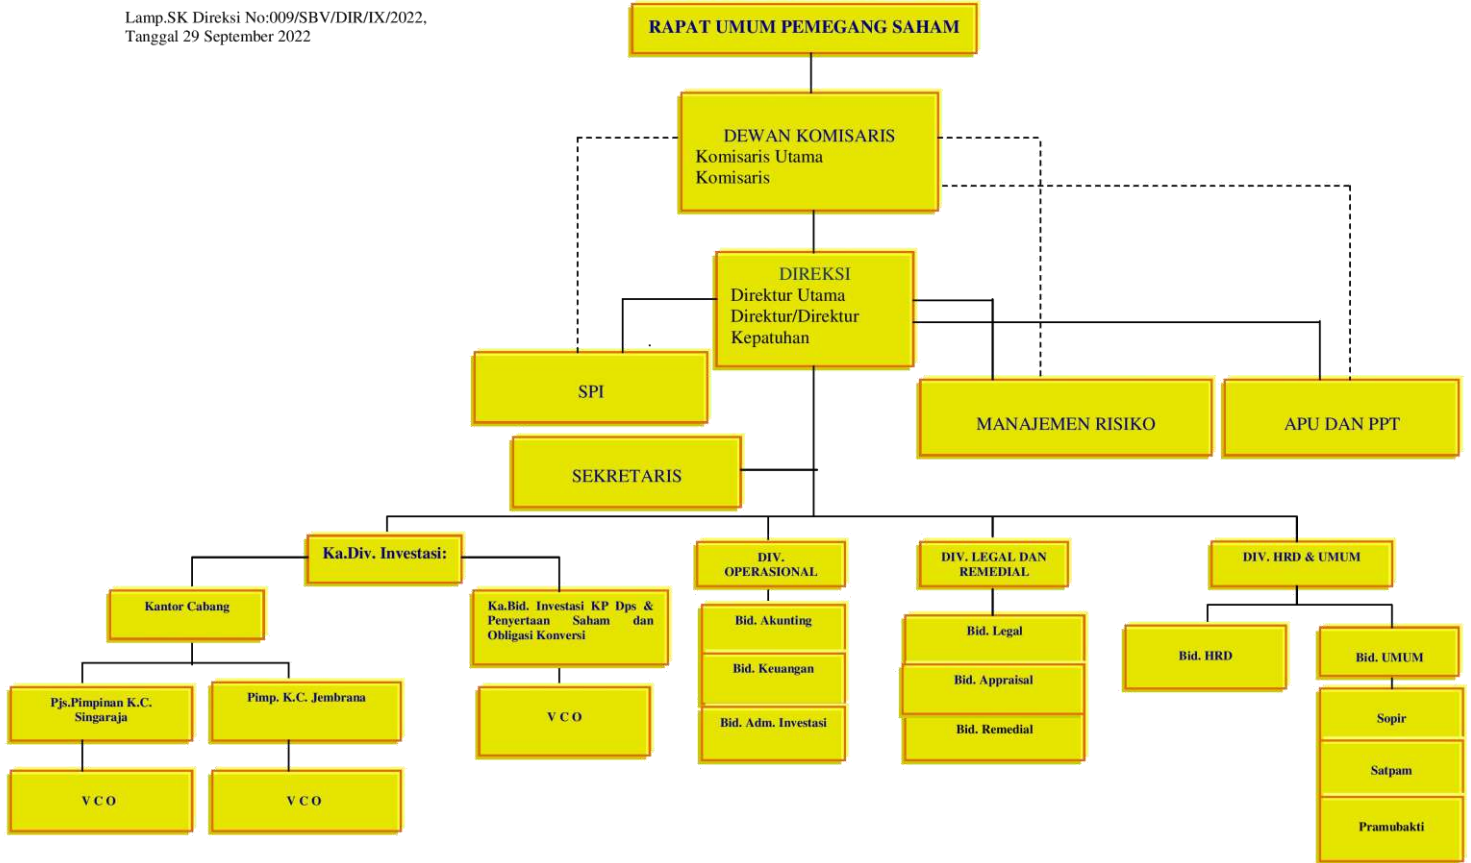 Lamp.SK Direksi No:009/SBV/DIR/IX/2022,
Tanggal 29 September 2022
RAPAT UMUM PEMEGANG SAHAM
DEWAN KOMISARIS
Komisaris Utama
Komisaris
DIREKSI
Direktur Utama
Direktur/Direktur
Kepatuhan
SPI
MANAJEMEN RISIKO
APU DAN PPT
SEKRETARIS
Ka.Div. Investasi:
DIV.
OPERASIONAL
DIV. LEGAL DAN
REMEDIAL
DIV. HRD & UMUM
Kantor Cabang
Ka.Bid. Investasi KP Dps &
Penyertaan Saham dan
Obligasi Konversi
Bid. Akunting
Bid. Keuangan
Bid. Adm. Investasi
Bid. Legal
Bid. Appraisal
Bid. Remedial
Bid. HRD
Bid. UMUM
Sopir
Satpam
Pramubakti
Pjs.Pimpinan K.C.
Singaraja
Pimp. K.C. Jembrana
V C O
V C O
V C O